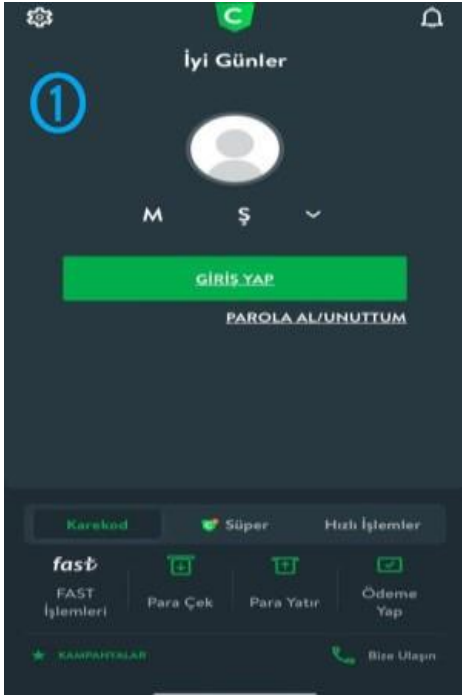 C
İyi Günler
1
M Ş
GİRİŞ YAP
PAROLA AL/UNUTTUM
Karekod Süper Hızlı İşlemler
fast
FAST İşlemleri
Para Çek
Para Yatır
Ödeme Yap
KAMPANYALAR
Bize Ulaşın